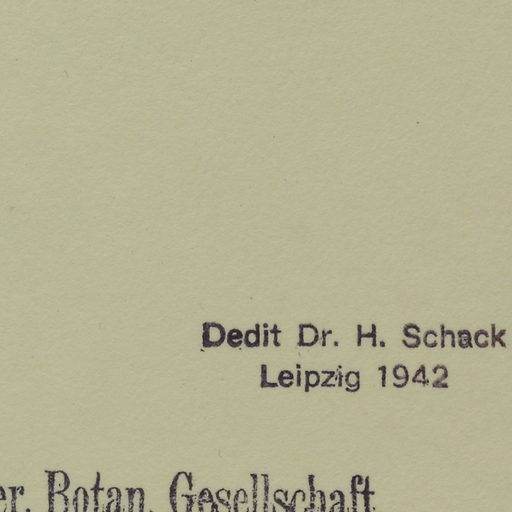 Dedit Dr. H. Schack
Leipzig 1942
er. Botan. Gesellschaft